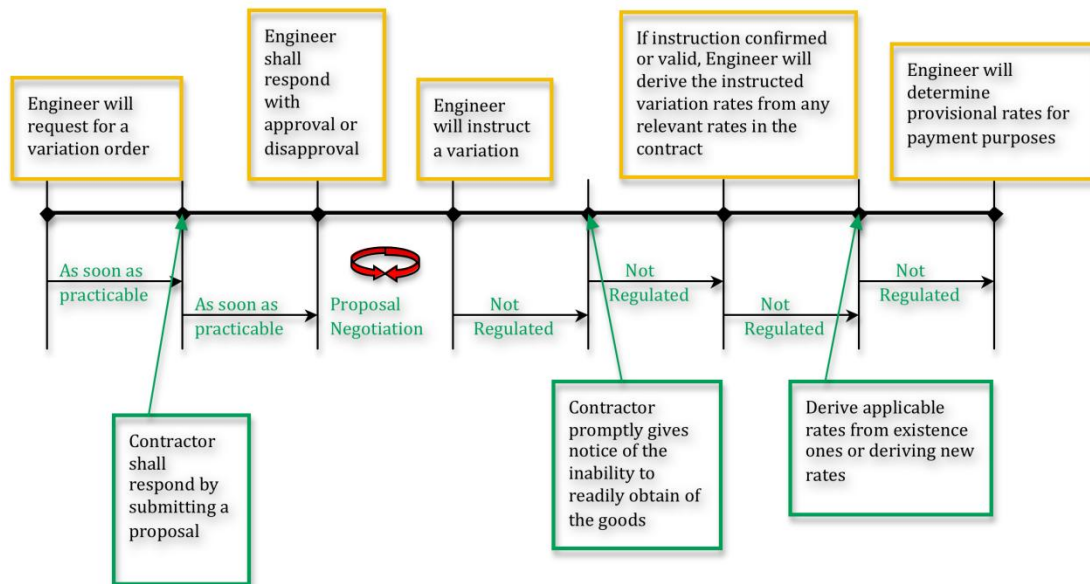 Engineer will
request for a
variation order
Engineer
shall
respond
with
approval or
disapproval
Engineer
will instruct
a variation
If instruction confirmed
or valid, Engineer will
derive the instructed
variation rates from any
relevant rates in the
contract
Engineer will
determine
provisional rates for
payment purposes
As soon as
practicable
As soon as
practicable
Proposal
Negotiation
Not
Regulated
Not
Regulated
Not
Regulated
Not
Regulated
Contractor
shall
respond by
submitting a
proposal
Contractor
promptly gives
notice of the
inability to
readily obtain of
the goods
Derive applicable
rates from existence
ones or deriving new
rates